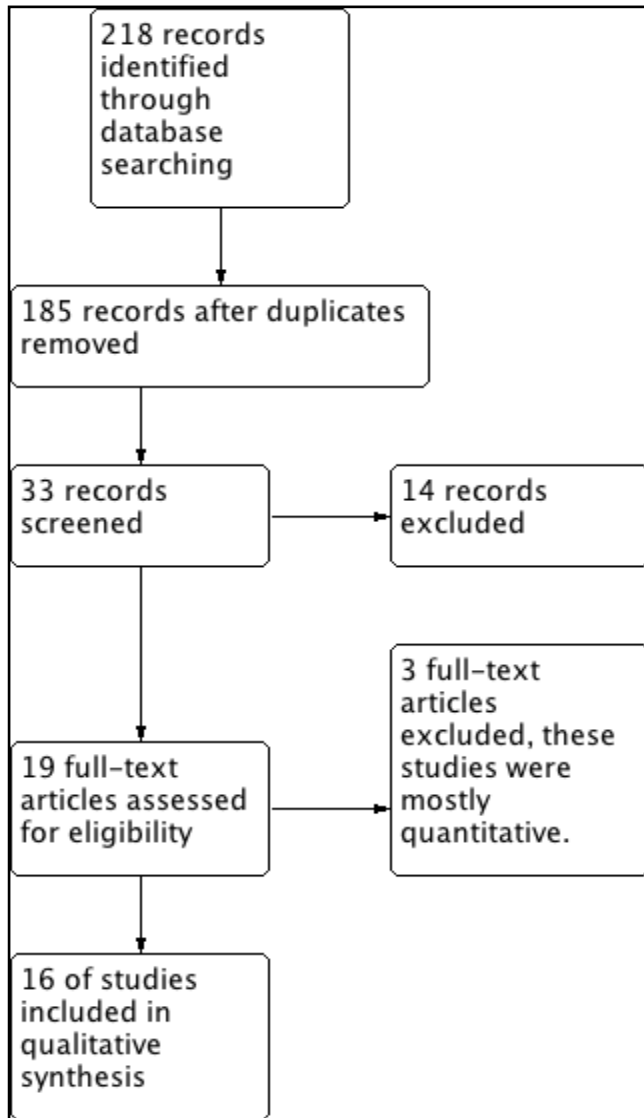 218 records
identified
through
database
searching
185 records after duplicates
removed
33 records
screened
14 records
excluded
3 full-text
articles
excluded, these
studies were
mostly
quantitative.
19 full-text
articles assessed
for eligibility
16 of studies
included in
qualitative
synthesis